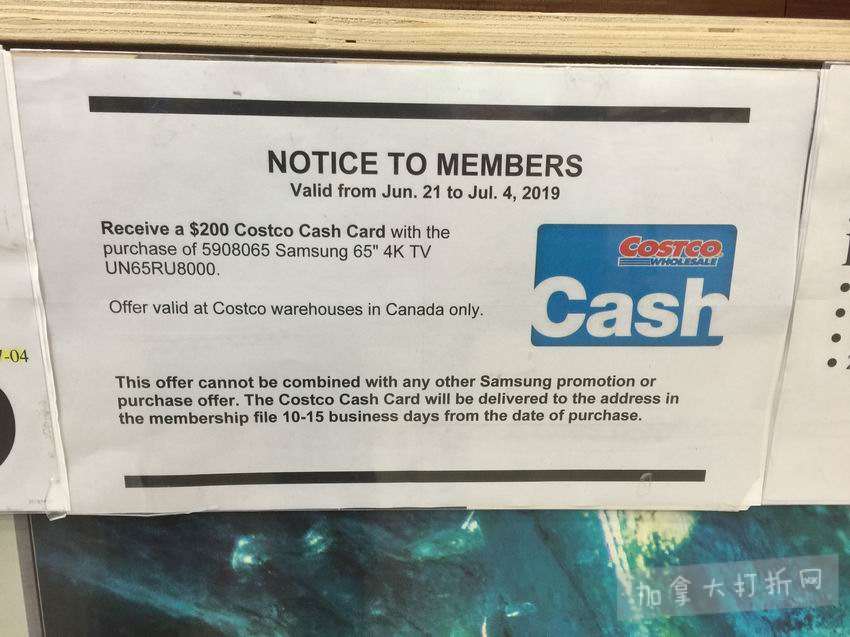 NOTICE TO MEMBERS
Valid from Jun. 21 to Jul. 4, 2019
Receive a $200 Costco Cash Card with the
purchase of 5908065 Samsung 65" 4K TV
UN65RU8000.
Offer valid at Costco warehouses in Canada only.
COSTCO
WHOLESALE
Cash
This offer cannot be combined with any other Samsung promotion or
purchase offer. The Costco Cash Card will be delivered to the address in
the membership file 10-15 business days from the date of purchase.
-04
加拿大打折网